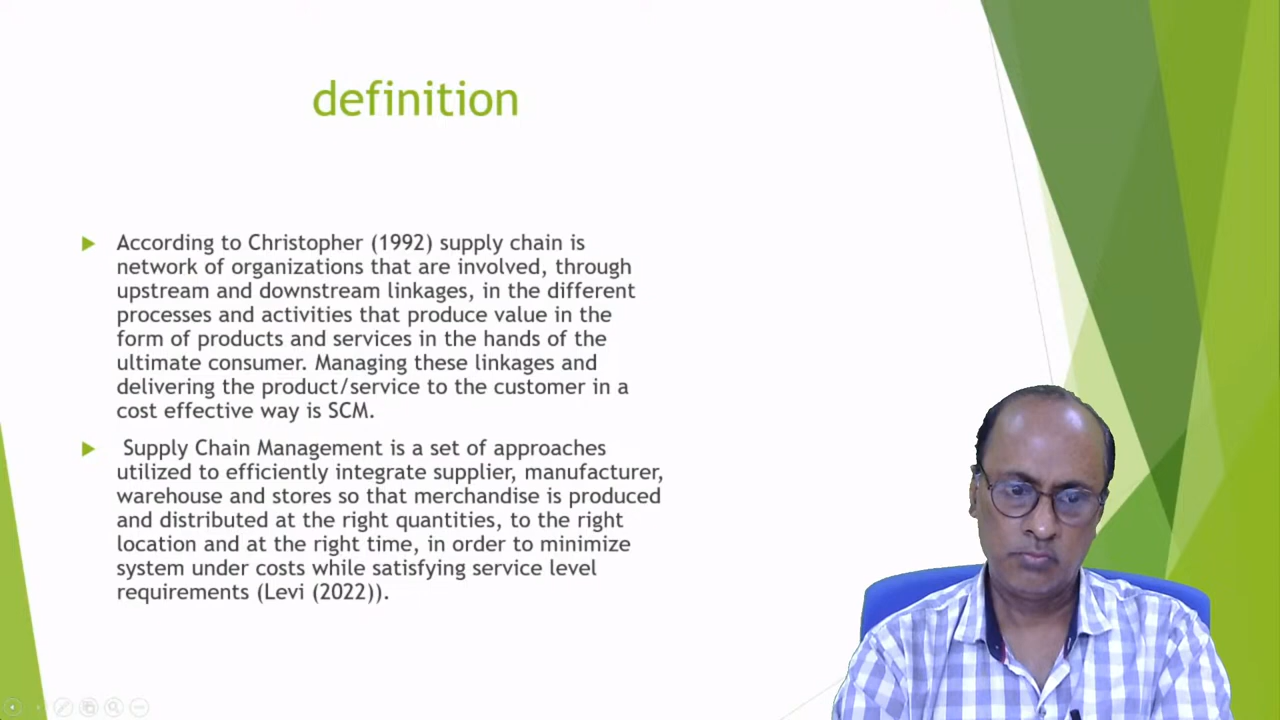 definition
According to Christopher (1992) supply chain is
network of organizations that are involved, through
upstream and downstream linkages, in the different
processes and activities that produce value in the
form of products and services in the hands of the
ultimate consumer. Managing these linkages and
delivering the product/service to the customer in a
cost effective way is SCM.
Supply Chain Management is a set of approaches
utilized to efficiently integrate supplier, manufacturer,
warehouse and stores so that merchandise is produced
and distributed at the right quantities, to the right
location and at the right time, in order to minimize
system under costs while satisfying service level
requirements (Levi (2022)).